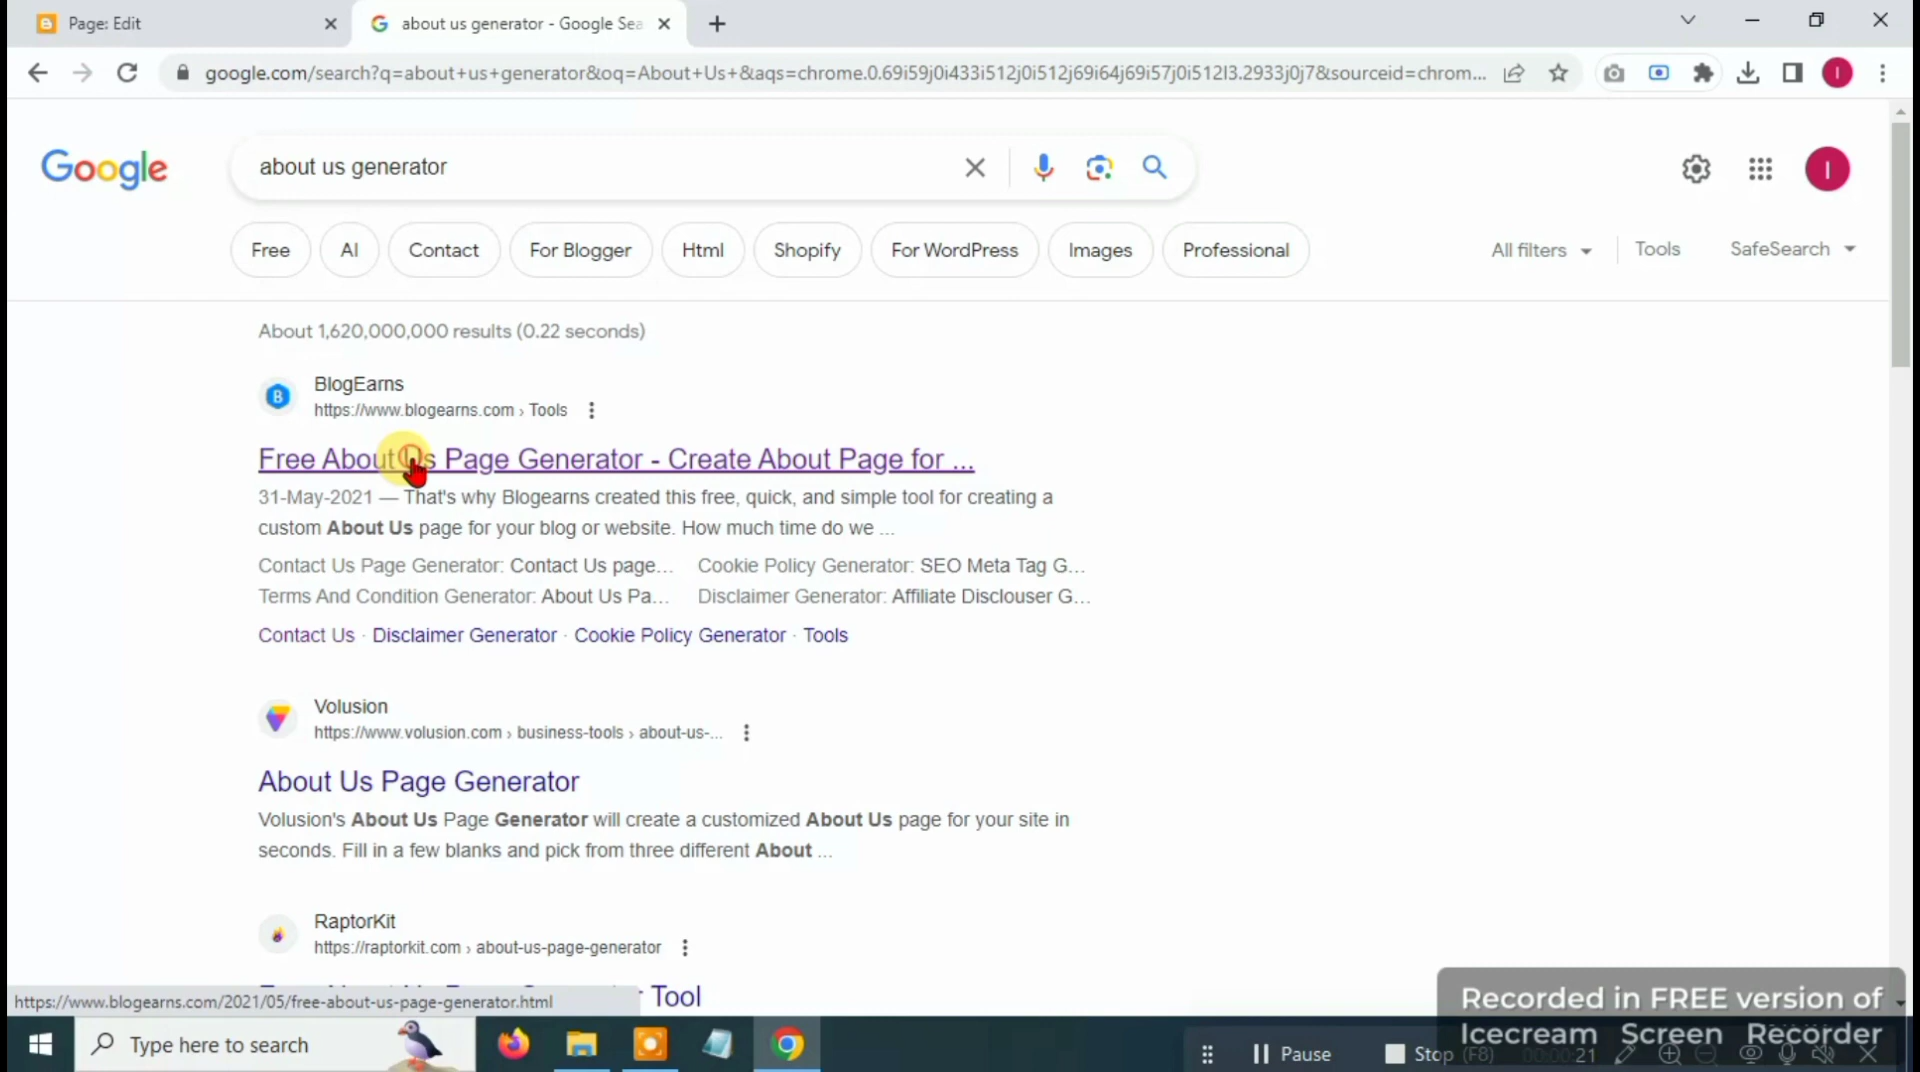 Page: Edit
about us generator - Google Sea
google.com/search?q=about+us+generator&oq=About+Us+&aqs=chrome.0.69i59j0i433i512j0i512j69i64j69i57j0i512l3.2933j0j7&sourceid=chrom...
I
Google
about us generator
I
Free
AI
Contact
For Blogger
Html
Shopify
For WordPress
Images
Professional
All filters
Tools
SafeSearch
About 1,620,000,000 results (0.22 seconds)
B
BlogEarns
https://www.blogearns.com › Tools
Free About Us Page Generator - Create About Page for ...
31-May-2021 — That's why Blogearns created this free, quick, and simple tool for creating a
custom About Us page for your blog or website. How much time do we ...
Contact Us Page Generator: Contact Us page... Cookie Policy Generator: SEO Meta Tag G...
Terms And Condition Generator: About Us Pa... Disclaimer Generator: Affiliate Disclouser G...
Contact Us · Disclaimer Generator · Cookie Policy Generator · Tools
Volusion
https://www.volusion.com › business-tools › about-us-...
About Us Page Generator
Volusion's About Us Page Generator will create a customized About Us page for your site in
seconds. Fill in a few blanks and pick from three different About ...
RaptorKit
https://raptorkit.com › about-us-page-generator
Tool
https://www.blogearns.com/2021/05/free-about-us-page-generator.html
Recorded in FREE version of
Icecream Screen Recorder
Type here to search
Pause
Stop (F8)
00:00:21